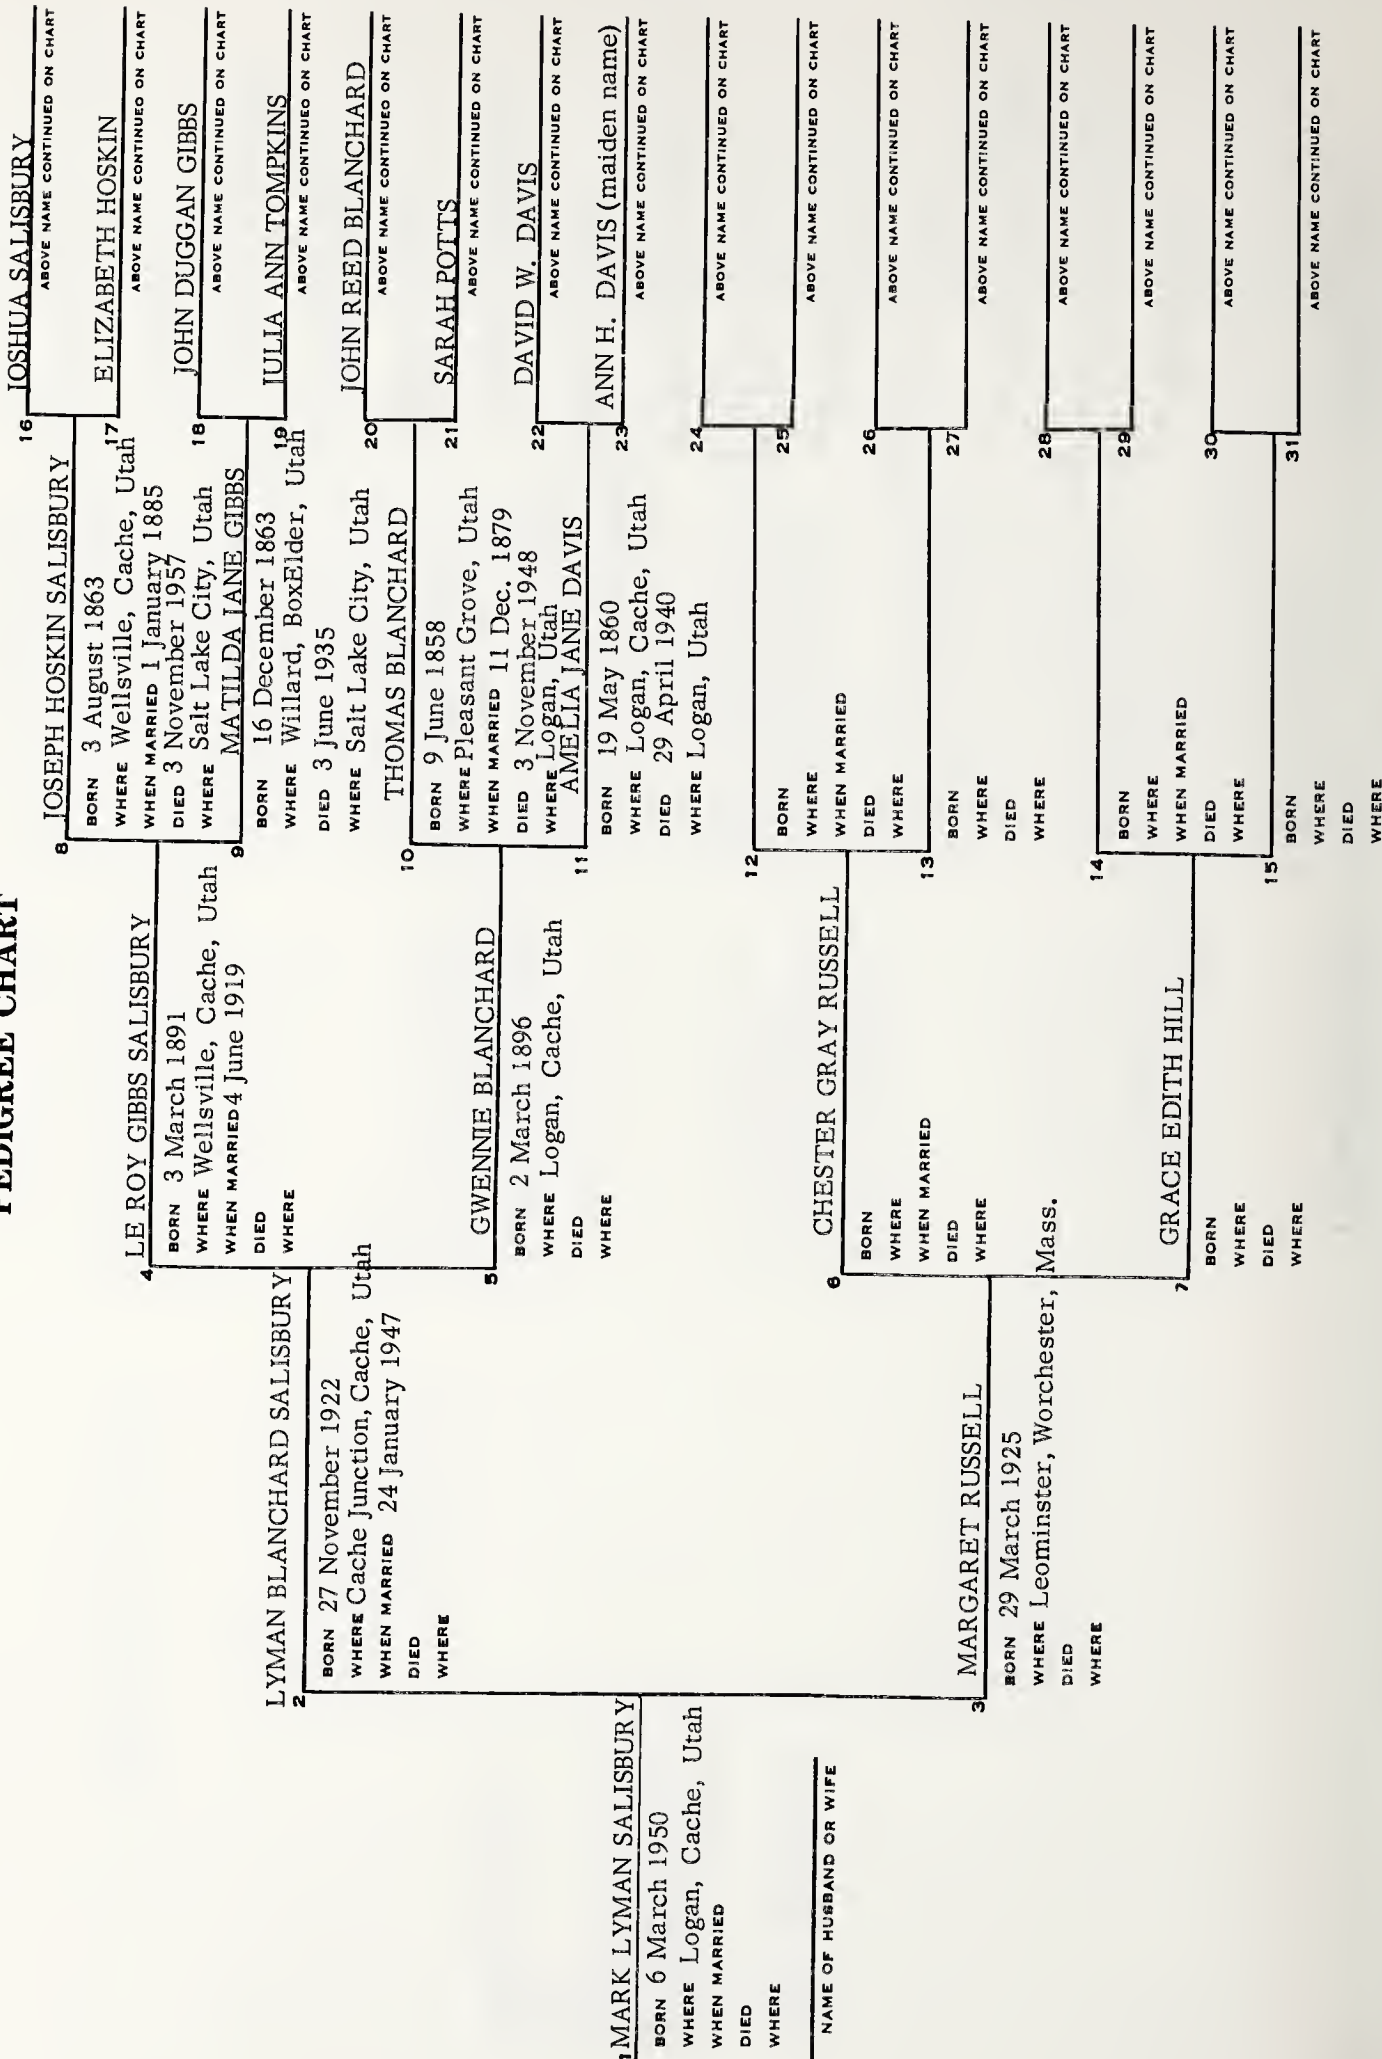 PEDIGREE CHART
1 MARK LYMAN SALISBURY
BORN 6 March 1950
WHERE Logan, Cache, Utah
WHEN MARRIED
DIED
WHERE
NAME OF HUSBAND OR WIFE
2 LYMAN BLANCHARD SALISBURY
BORN 27 November 1922
WHERE Cache Junction, Cache, Utah
WHEN MARRIED 24 January 1947
DIED
WHERE
3 MARGARET RUSSELL
BORN 29 March 1925
WHERE Leominster, Worchester, Mass.
DIED
WHERE
4 LE ROY GIBBS SALISBURY
BORN 3 March 1891
WHERE Wellsville, Cache, Utah
WHEN MARRIED 4 June 1919
DIED
WHERE
5 GWENNIE BLANCHARD
BORN 2 March 1896
WHERE Logan, Cache, Utah
DIED
WHERE
6 CHESTER GRAY RUSSELL
BORN
WHERE
WHEN MARRIED
DIED
WHERE
7 GRACE EDITH HILL
BORN
WHERE
DIED
WHERE
8 JOSEPH HOSKIN SALISBURY
BORN 3 August 1863
WHERE Wellsville, Cache, Utah
WHEN MARRIED 1 January 1885
DIED 3 November 1957
WHERE Salt Lake City, Utah
9 MATILDA JANE GIBBS
BORN 16 December 1863
WHERE Willard, BoxElder, Utah
DIED 3 June 1935
WHERE Salt Lake City, Utah
10 THOMAS BLANCHARD
BORN 9 June 1858
WHERE Pleasant Grove, Utah
WHEN MARRIED 11 Dec. 1879
DIED 3 November 1948
WHERE Logan, Utah
11 AMELIA JANE DAVIS
BORN 19 May 1860
WHERE Logan, Cache, Utah
DIED 29 April 1940
WHERE Logan, Utah
12
BORN
WHERE
WHEN MARRIED
DIED
WHERE
13
BORN
WHERE
DIED
WHERE
14
BORN
WHERE
WHEN MARRIED
DIED
WHERE
15
BORN
WHERE
DIED
WHERE
16 JOSHUA SALISBURY
ABOVE NAME CONTINUED ON CHART
17 ELIZABETH HOSKIN
ABOVE NAME CONTINUED ON CHART
18 JOHN DUGGAN GIBBS
ABOVE NAME CONTINUED ON CHART
19 JULIA ANN TOMPKINS
ABOVE NAME CONTINUED ON CHART
20 JOHN REED BLANCHARD
ABOVE NAME CONTINUED ON CHART
21 SARAH POTTS
ABOVE NAME CONTINUED ON CHART
22 DAVID W. DAVIS
ABOVE NAME CONTINUED ON CHART
23 ANN H. DAVIS (maiden name)
ABOVE NAME CONTINUED ON CHART
24
ABOVE NAME CONTINUED ON CHART
25
ABOVE NAME CONTINUED ON CHART
26
ABOVE NAME CONTINUED ON CHART
27
ABOVE NAME CONTINUED ON CHART
28
ABOVE NAME CONTINUED ON CHART
29
ABOVE NAME CONTINUED ON CHART
30
ABOVE NAME CONTINUED ON CHART
31
ABOVE NAME CONTINUED ON CHART